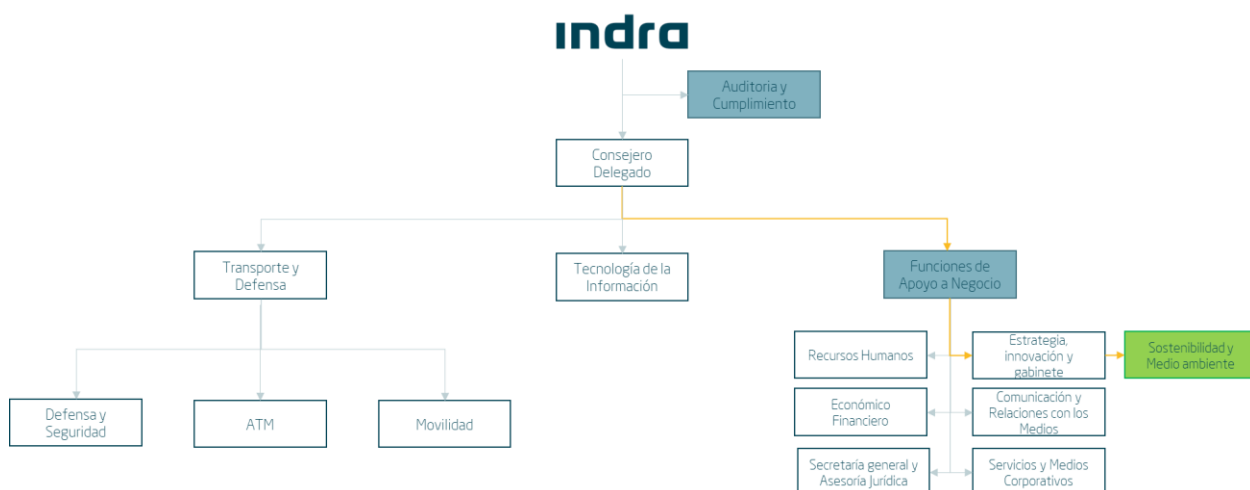 indra
Auditoria y
Cumplimiento
Consejero
Delegado
Transporte y
Defensa
Tecnología de la
Información
Funciones de
Apoyo a Negocio
Recursos Humanos
Estrategia,
innovación y
gabinete
Sostenibilidad y
Medio ambiente
Defensa y
Seguridad
ATM
Movilidad
Económico
Financiero
Comunicación y
Relaciones con los
Medios
Secretaría general y
Asesoría Jurídica
Servicios y Medios
Corporativos